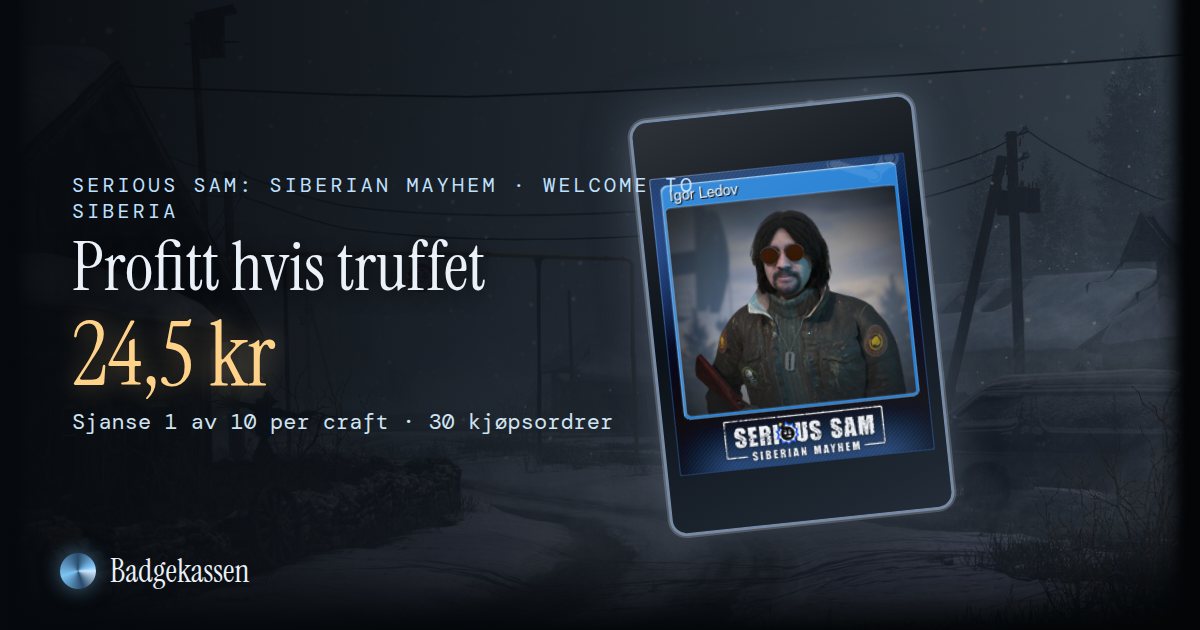 SERIOUS SAM: SIBERIAN MAYHEM · WELCOME TO
SIBERIA
Profitt hvis truffet
24,5 kr
Sjanse 1 av 10 per craft · 30 kjøpsordrer
Igor Ledov
SERIOUS SAM
SIBERIAN MAYHEM
Badgekassen